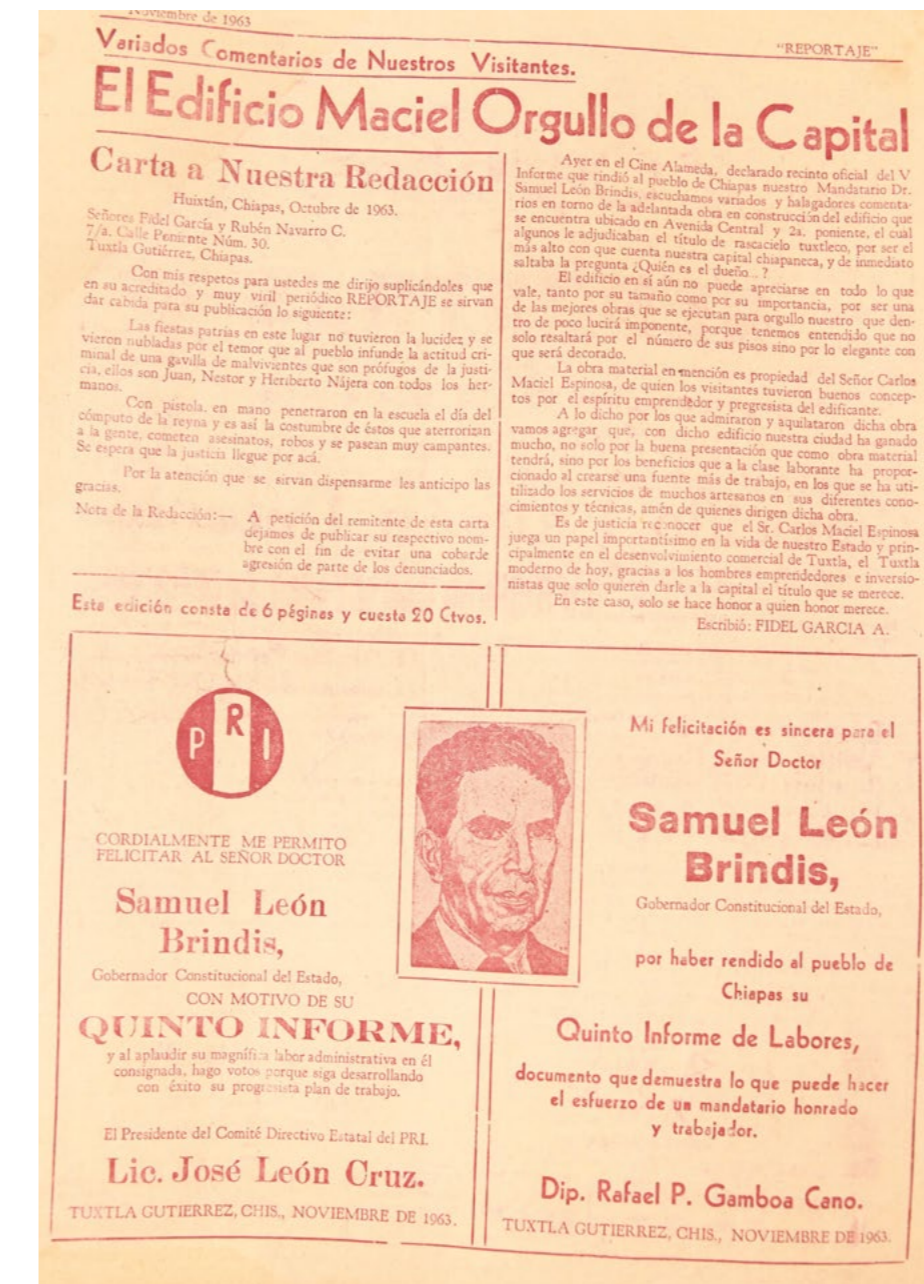 Noviembre de 1963
"REPORTAJE"
Variados Comentarios de Nuestros Visitantes.
El Edificio Maciel Orgullo de la Capital
Carta a Nuestra Redacción
Huixtán, Chiapas, Octubre de 1963.
Señores Fidel García y Rubén Navarro C.
7/a. Calle Peniente Núm. 30.
Tuxtla Gutiérrez, Chiapas.
Con mis respetos para ustedes me dirijo suplicándoles que
en su acreditado y muy viril periódico REPORTAJE se sirvan
dar cabida para su publicación lo siguiente:
Las fiestas patrias en este lugar no tuvieron la lucidez y se
vieron nubladas por el temor que al pueblo infunde la actitud cri-
minal de una gavilla de malvivientes que son prófugos de la justi-
cia, ellos son Juan, Nestor y Heriberto Nájera con todos los her-
manos.
Con pistola, en mano penetraron en la escuela el día del
cómputo de la reyna y es así la costumbre de éstos que aterrorizan
a la gente, cometen asesinatos, robos y se pasean muy campantes.
Se espera que la justicia llegue por acá.
Por la atención que se sirvan dispensarme les anticipo las
gracias.
Nota de la Redacción:— A petición del remitente de esta carta
dejamos de publicar su respectivo nom-
bre con el fin de evitar una cobarde
agresión de parte de los denunciados.
Esta edición consta de 6 páginas y cuesta 20 Ctvos.
Ayer en el Cine Alameda, declarado recinto oficial del V
Informe que rindió al pueblo de Chiapas nuestro Mandatario Dr.
Samuel León Brindis, escuchamos variados y halagadores comenta-
rios en torno de la adelantada obra en construcción del edificio que
se encuentra ubicado en Avenida Central y 2a. poniente, el cual
algunos le adjudicaban el título de rascacielo tuxtleco, por ser el
más alto con que cuenta nuestra capital chiapaneca, y de inmediato
saltaba la pregunta ¿Quién es el dueño..?
El edificio en sí aún no puede apreciarse en todo lo que
vale, tanto por su tamaño como por su importancia, por ser una
de las mejores obras que se ejecutan para orgullo nuestro que den-
tro de poco lucirá imponente, porque tenemos entendido que no
solo resaltará por el número de sus pisos sino por lo elegante con
que será decorado.
La obra material en mención es propiedad del Señor Carlos
Maciel Espinosa, de quien los visitantes tuvieron buenos concep-
tos por el espíritu emprendedor y pregresista del edificante.
A lo dicho por los que admiraron y aquilataron dicha obra
vamos agregar que, con dicho edificio nuestra ciudad ha ganado
mucho, no solo por la buena presentación que como obra material
tendrá, sino por los beneficios que a la clase laborante ha propor-
cionado al crearse una fuente más de trabajo, en los que se ha uti-
tilizado los servicios de muchos artesanos en sus diferentes cono-
cimientos y técnicas, amén de quienes dirigen dicha obra.
Es de justicia reconocer que el Sr. Carlos Maciel Espinosa
juega un papel importantísimo en la vida de nuestro Estado y prin-
cipalmente en el desenvolvimiento comercial de Tuxtla, el Tuxtla
moderno de hoy, gracias a los hombres emprendedores e inversio-
nistas que solo quieren darle a la capital el título que se merece.
En este caso, solo se hace honor a quien honor merece.
Escribió: FIDEL GARCIA A.
PRI
CORDIALMENTE ME PERMITO
FELICITAR AL SEÑOR DOCTOR
Samuel León
Brindis,
Gobernador Constitucional del Estado,
CON MOTIVO DE SU
QUINTO INFORME,
y al aplaudir su magnífica labor administrativa en él
consignada, hago votos porque siga desarrollando
con éxito su progresista plan de trabajo.
El Presidente del Comité Directivo Estatal del PRI.
Lic. José León Cruz.
TUXTLA GUTIERREZ, CHIS., NOVIEMBRE DE 1963.
Mi felicitación es sincera para el
Señor Doctor
Samuel León
Brindis,
Gobernador Constitucional del Estado,
por haber rendido al pueblo de
Chiapas su
Quinto Informe de Labores,
documento que demuestra lo que puede hacer
el esfuerzo de un mandatario honrado
y trabajador.
Dip. Rafael P. Gamboa Cano.
TUXTLA GUTIERREZ, CHIS., NOVIEMBRE DE 1963.